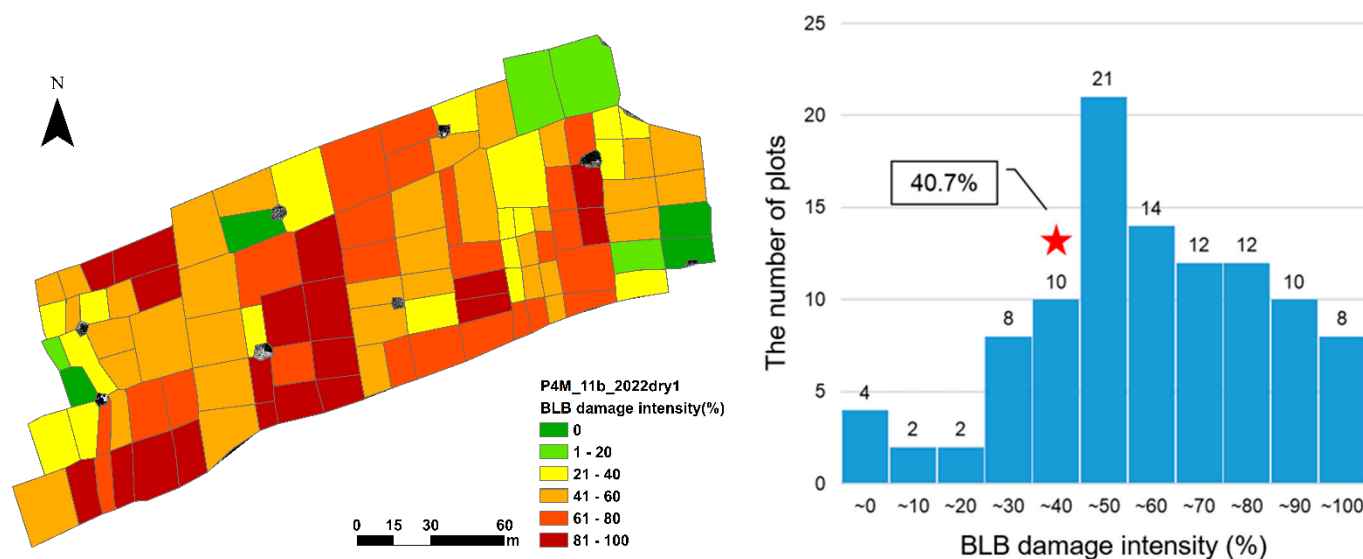 N
P4M_11b_2022dry1
BLB damage intensity(%)
0
1 - 20
21 - 40
41 - 60
61 - 80
81 - 100
0 15 30 60
m
The number of plots
25
20
15
10
5
0
40.7%
4
2
2
8
10
21
14
12
12
10
8
~0 ~10 ~20 ~30 ~40 ~50 ~60 ~70 ~80 ~90 ~100
BLB damage intensity (%)